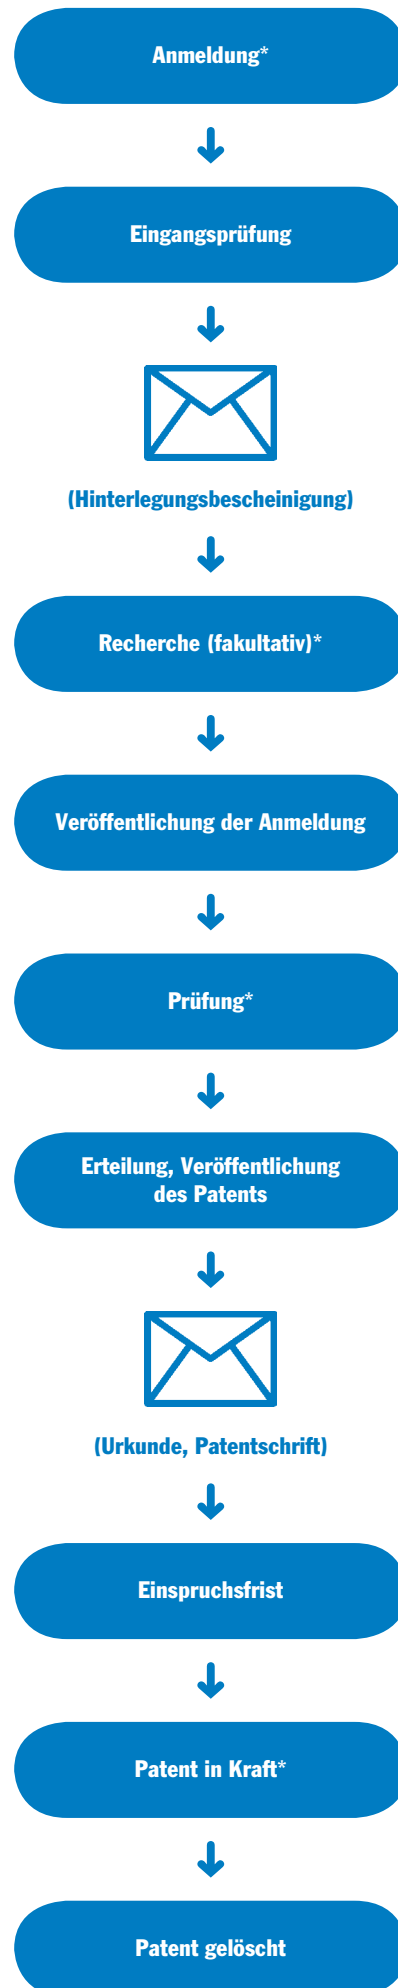 Anmeldung*
Eingangsprüfung
(Hinterlegungsbescheinigung)
Recherche (fakultativ)*
Veröffentlichung der Anmeldung
Prüfung*
Erteilung, Veröffentlichung
des Patents
(Urkunde, Patentschrift)
Einspruchsfrist
Patent in Kraft*
Patent gelöscht